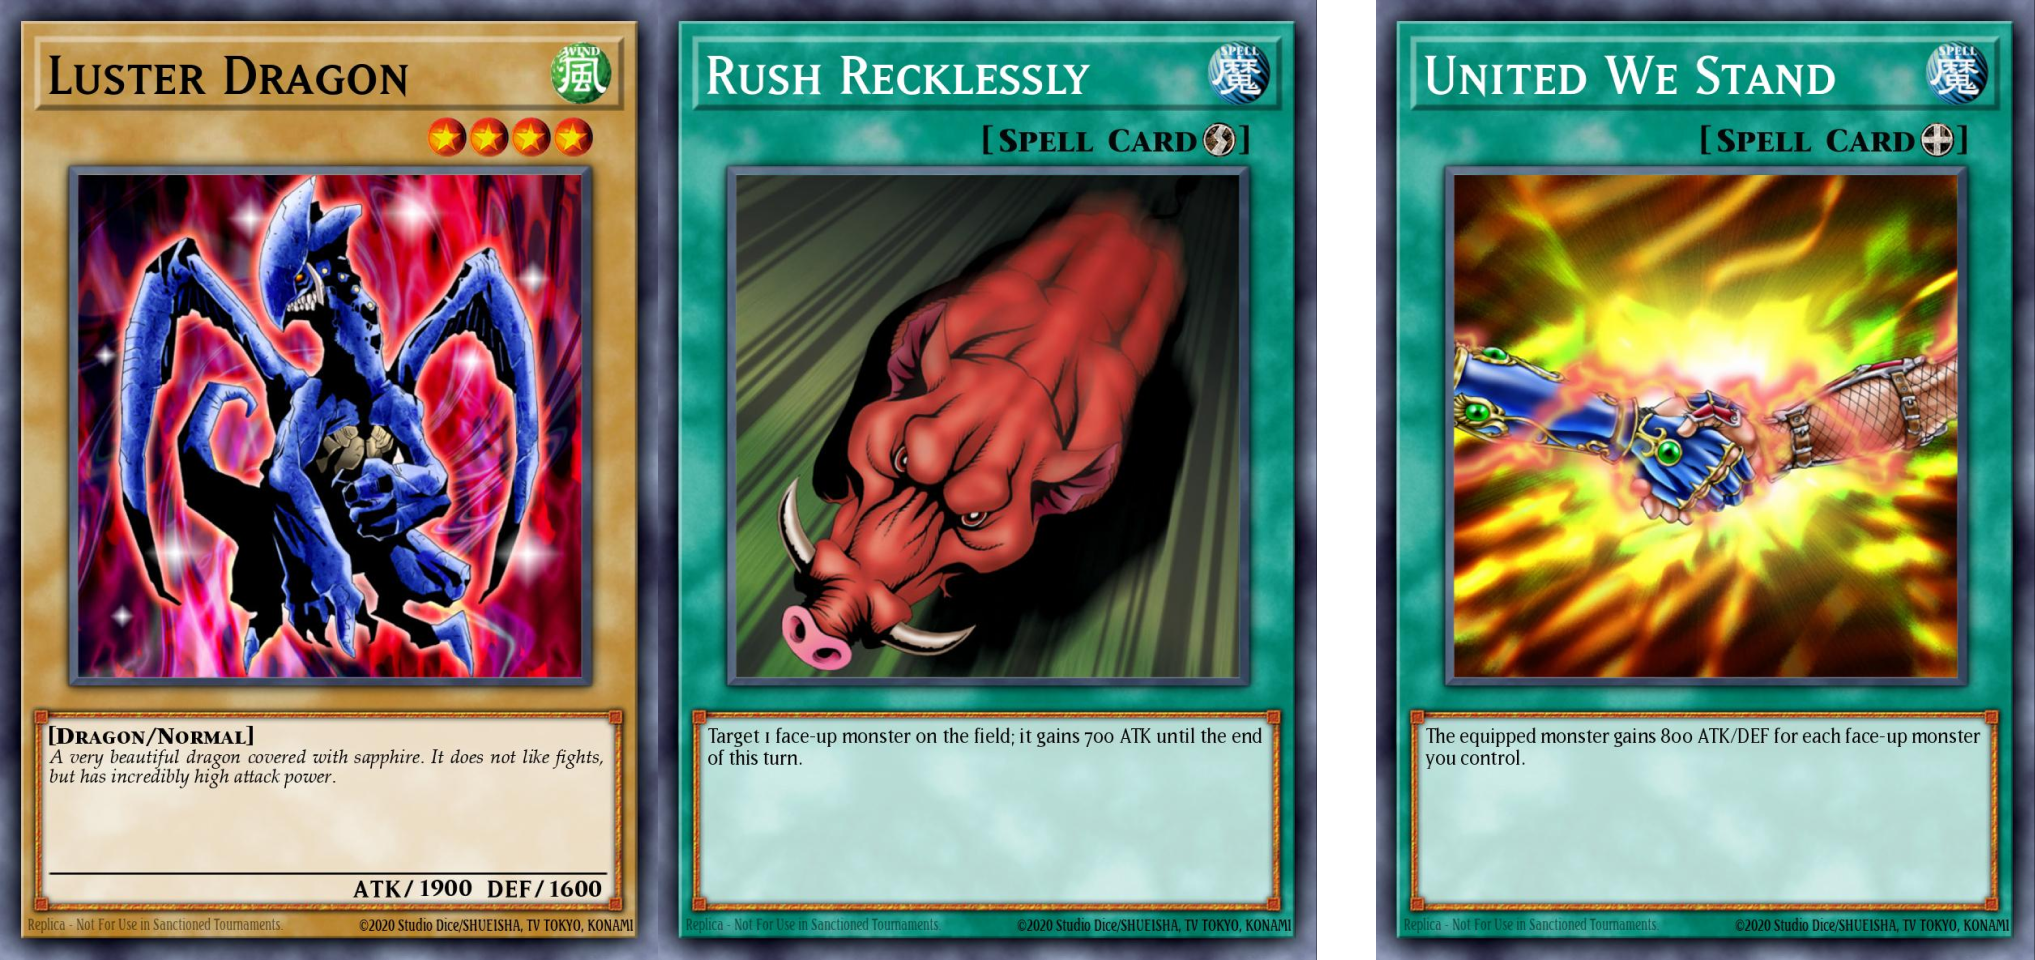 LUSTER DRAGON
WIND
風
[DRAGON/NORMAL]
A very beautiful dragon covered with sapphire. It does not like fights,
but has incredibly high attack power.
ATK/1900 DEF/1600
Replica - Not For Use in Sanctioned Tournaments.
©2020 Studio Dice/SHUEISHA, TV TOKYO, KONAMI
RUSH RECKLESSLY
SPELL
魔
[SPELL CARD]
Target 1 face-up monster on the field; it gains 700 ATK until the end
of this turn.
Replica - Not For Use in Sanctioned Tournaments.
©2020 Studio Dice/SHUEISHA, TV TOKYO, KONAMI
UNITED WE STAND
SPELL
魔
[SPELL CARD]
The equipped monster gains 800 ATK/DEF for each face-up monster
you control.
Replica - Not For Use in Sanctioned Tournaments.
©2020 Studio Dice/SHUEISHA, TV TOKYO, KONAMI